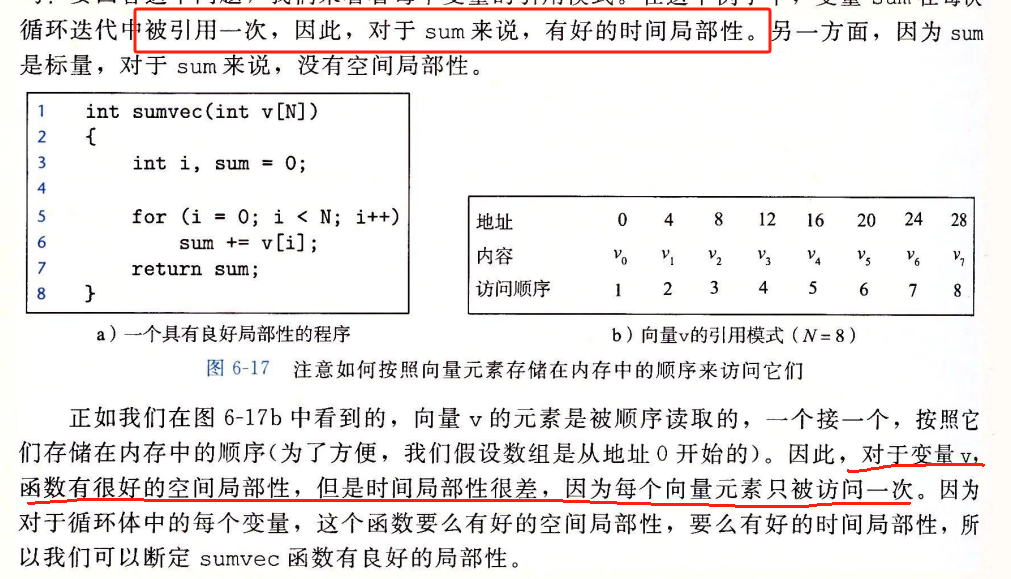 循环迭代中被引用一次，因此，对于 sum 来说，有好的时间局部性。另一方面，因为 sum
是标量，对于 sum 来说，没有空间局部性。
1 int sumvec(int v[N])
2 {
3 int i, sum = 0;
4
5 for (i = 0; i < N; i++)
6 sum += v[i];
7 return sum;
8 }
a）一个具有良好局部性的程序
地址 0 4 8 12 16 20 24 28
内容 v0 v1 v2 v3 v4 v5 v6 v7
访问顺序 1 2 3 4 5 6 7 8
b）向量v的引用模式（N=8）
图 6-17 注意如何按照向量元素存储在内存中的顺序来访问它们
正如我们在图 6-17b 中看到的，向量 v 的元素是被顺序读取的，一个接一个，按照它
们存储在内存中的顺序(为了方便，我们假设数组是从地址 0 开始的)。因此，对于变量 v，
函数有很好的空间局部性，但是时间局部性很差，因为每个向量元素只被访问一次。因为
对于循环体中的每个变量，这个函数要么有好的空间局部性，要么有好的时间局部性，所
以我们可以断定 sumvec 函数有良好的局部性。